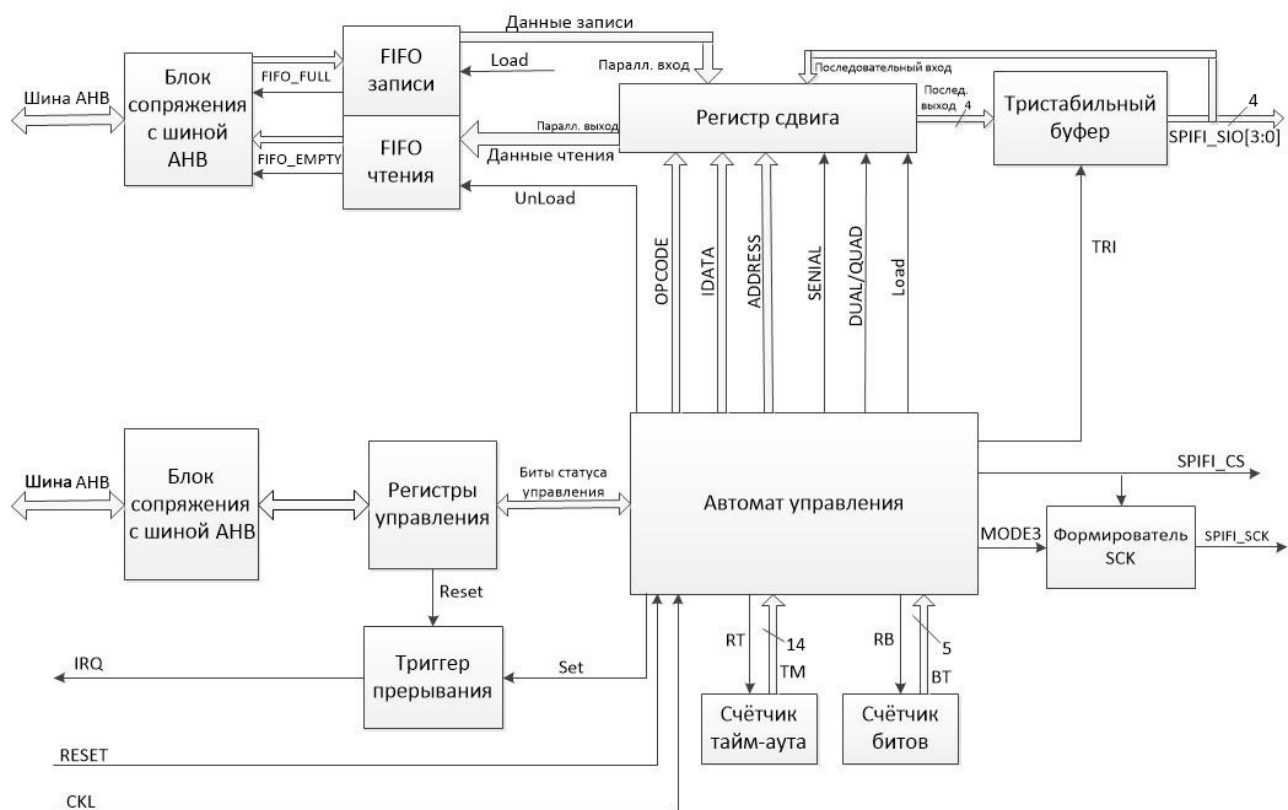 Данные записи
FIFO
записи
Load
Паралл. вход
Последовательный вход
Блок
сопряжения
с шиной
AHB
Шина AHB
FIFO_FULL
FIFO_EMPTY
FIFO
чтения
Паралл. выход
Данные чтения
UnLoad
Регистр сдвига
Послед.
выход
4
Тристабильный
буфер
4
SPIFI_SIO[3:0]
OPCODE
IDATA
ADDRESS
SENIAL
DUAL/QUAD
Load
TRI
Шина AHB
Блок
сопряжения
с шиной AHB
Регистры
управления
Биты статуса
управления
Автомат управления
SPIFI_CS
MODE3
Формирователь
SCK
SPIFI_SCK
Reset
IRQ
Триггер
прерывания
Set
RT
14
TM
RB
5
BT
Счётчик
тайм-аута
Счётчик
битов
RESET
CKL